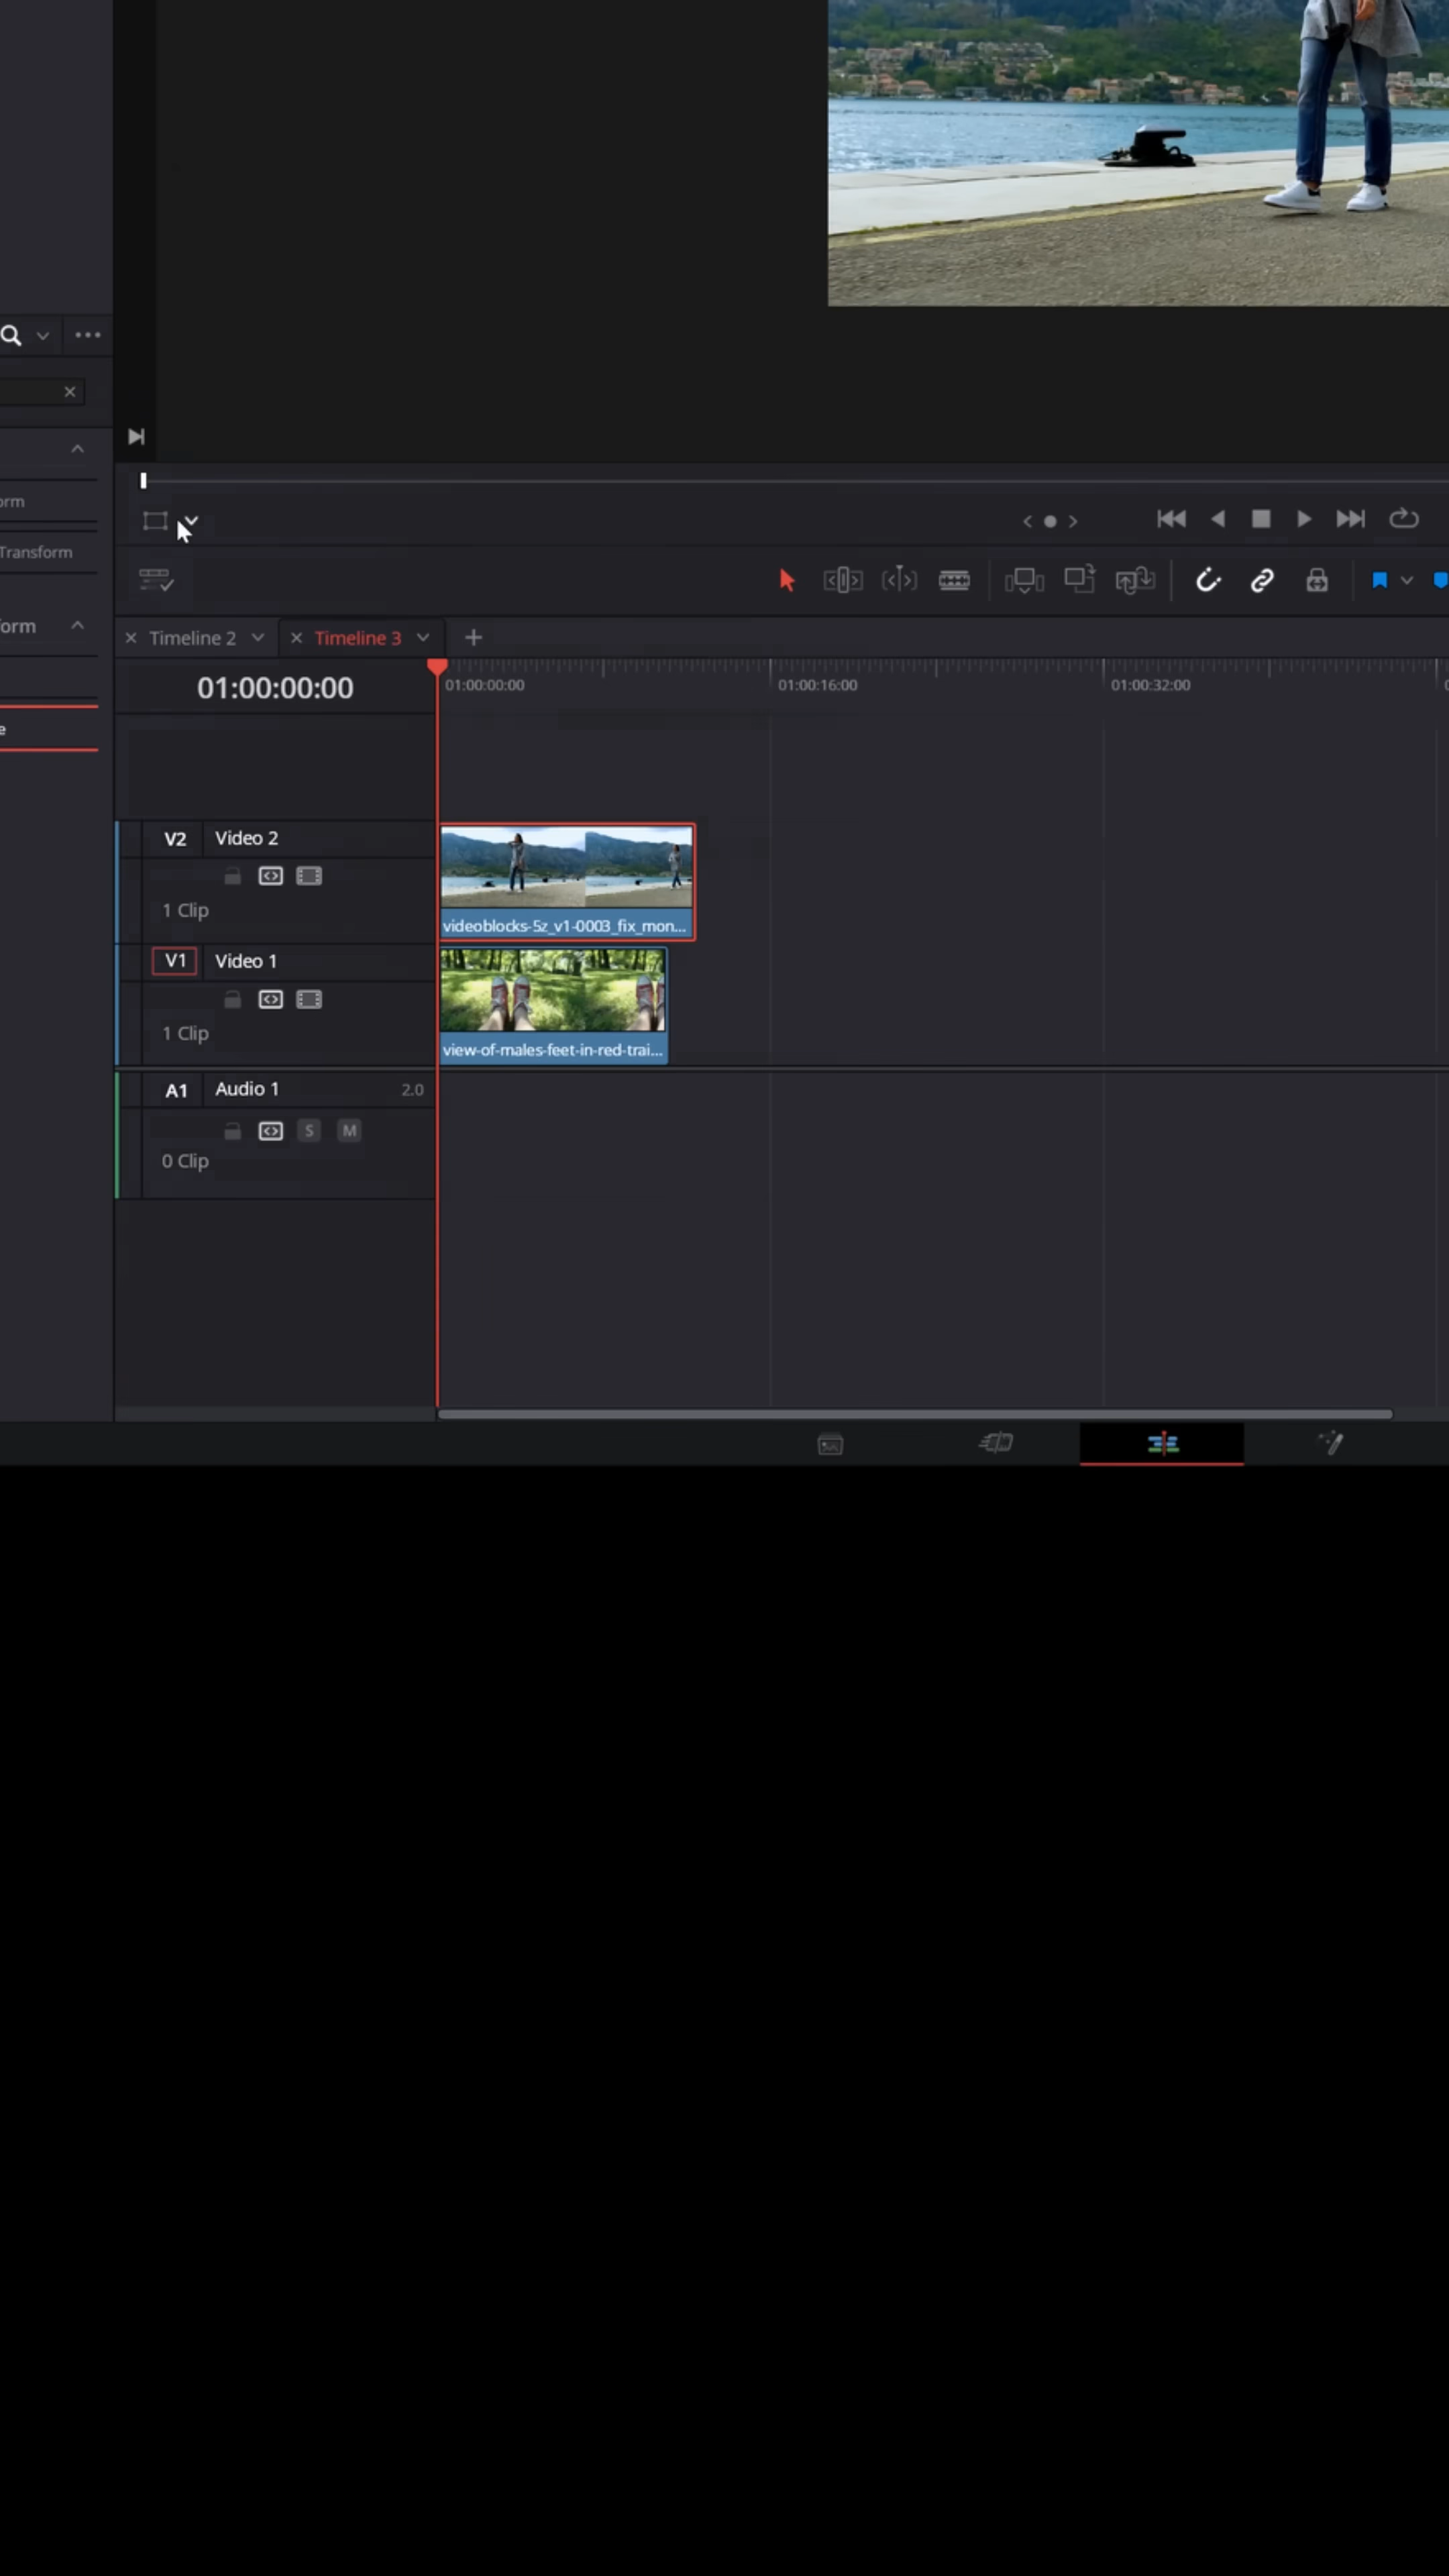 orm
Transform
orm
e
Timeline 2
Timeline 3
01:00:00:00
01:00:00:00
01:00:16:00
01:00:32:00
V2 Video 2
1 Clip
videoblocks-5z_v1-0003_fix_mon...
V1 Video 1
1 Clip
view-of-males-feet-in-red-trai...
A1 Audio 1 2.0
S M
0 Clip